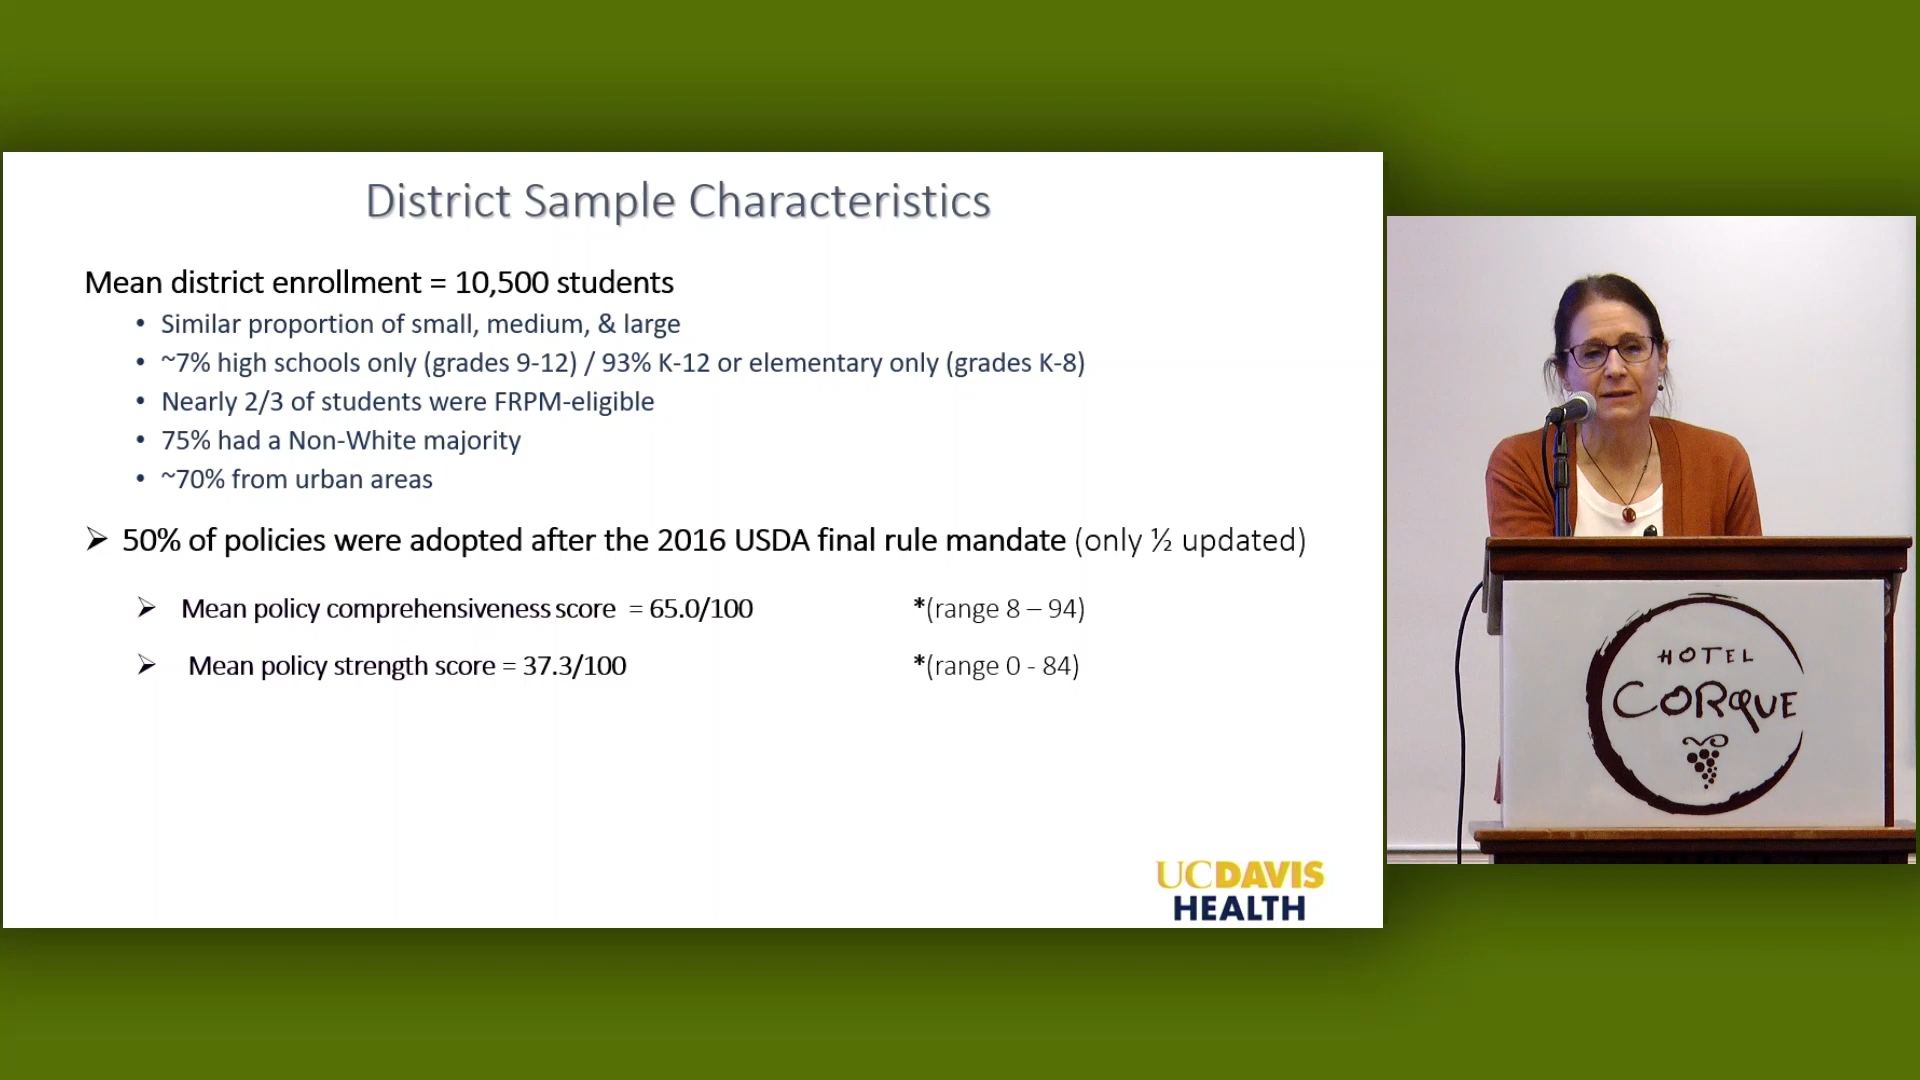 District Sample Characteristics
Mean district enrollment = 10,500 students
• Similar proportion of small, medium, & large
• ~7% high schools only (grades 9-12) / 93% K-12 or elementary only (grades K-8)
• Nearly 2/3 of students were FRPM-eligible
• 75% had a Non-White majority
• ~70% from urban areas
➢ 50% of policies were adopted after the 2016 USDA final rule mandate (only ½ updated)
➢ Mean policy comprehensiveness score = 65.0/100 *(range 8 – 94)
➢ Mean policy strength score = 37.3/100 *(range 0 - 84)
UCDAVIS
HEALTH
HOTEL
CORQUE